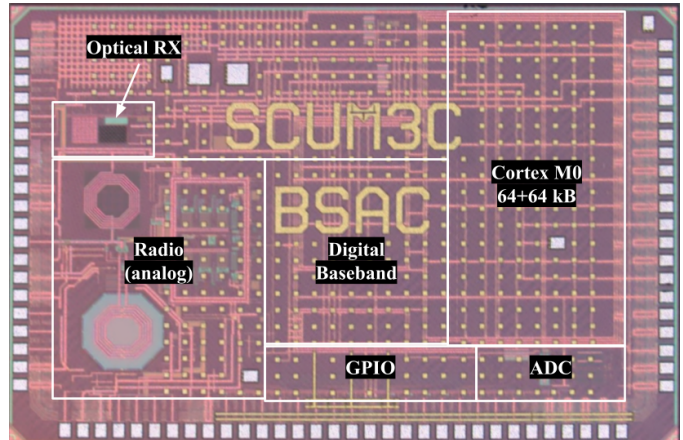 Optical RX
SCUM3C
Cortex M0
64+64 kB
BSAC
Radio
(analog)
Digital
Baseband
GPIO
ADC